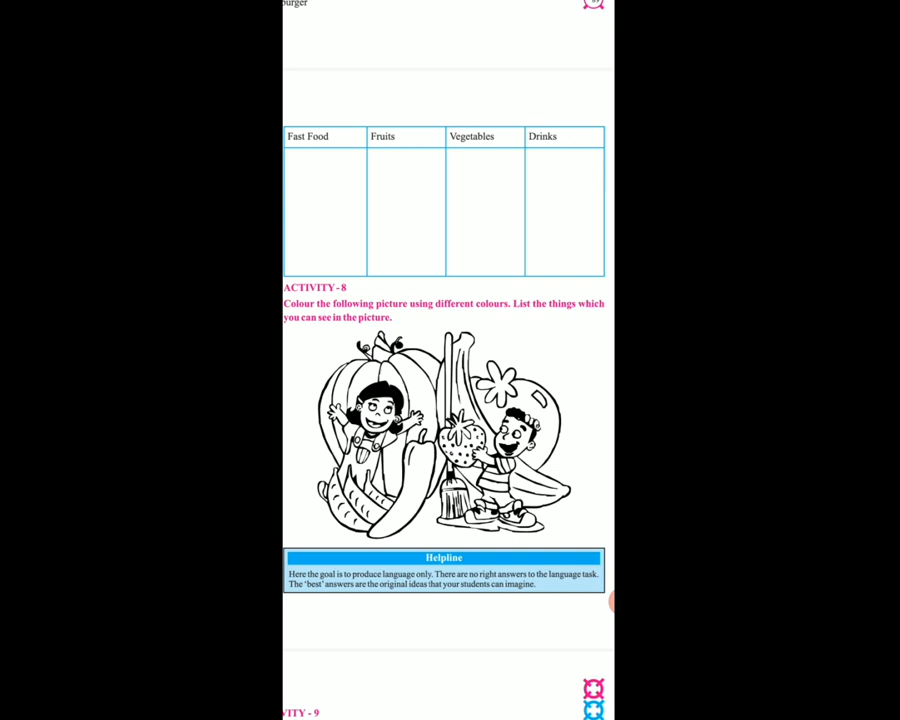 burger
Fast Food Fruits Vegetables Drinks
ACTIVITY - 8
Colour the following picture using different colours. List the things which
you can see in the picture.
Helpline
Here the goal is to produce language only. There are no right answers to the language task.
The ‘best’ answers are the original ideas that your students can imagine.
VITY - 9